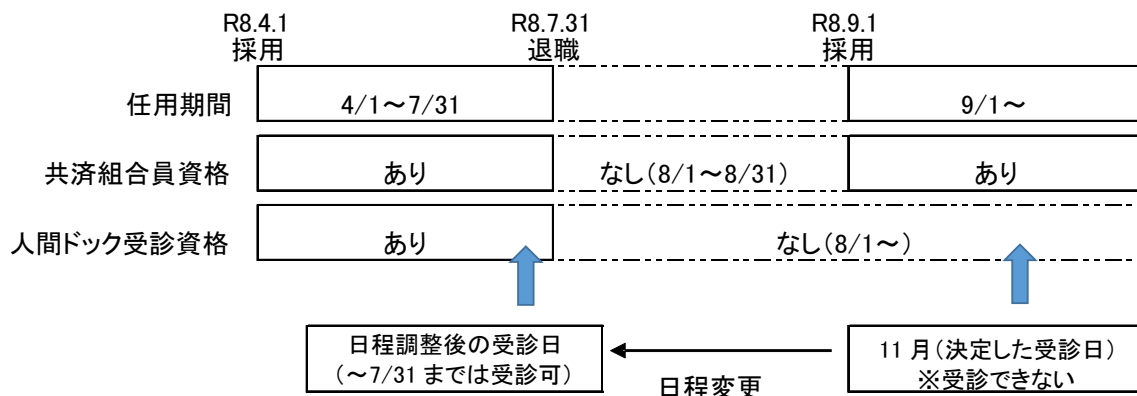 R8.4.1 R8.7.31 R8.9.1
採用 退職 採用
任用期間 4/1～7/31 9/1～
共済組合員資格 あり なし(8/1～8/31) あり
人間ドック受診資格 あり なし(8/1～)
日程調整後の受診日
(～7/31 までは受診可)
日程変更
11 月(決定した受診日)
※受診できない